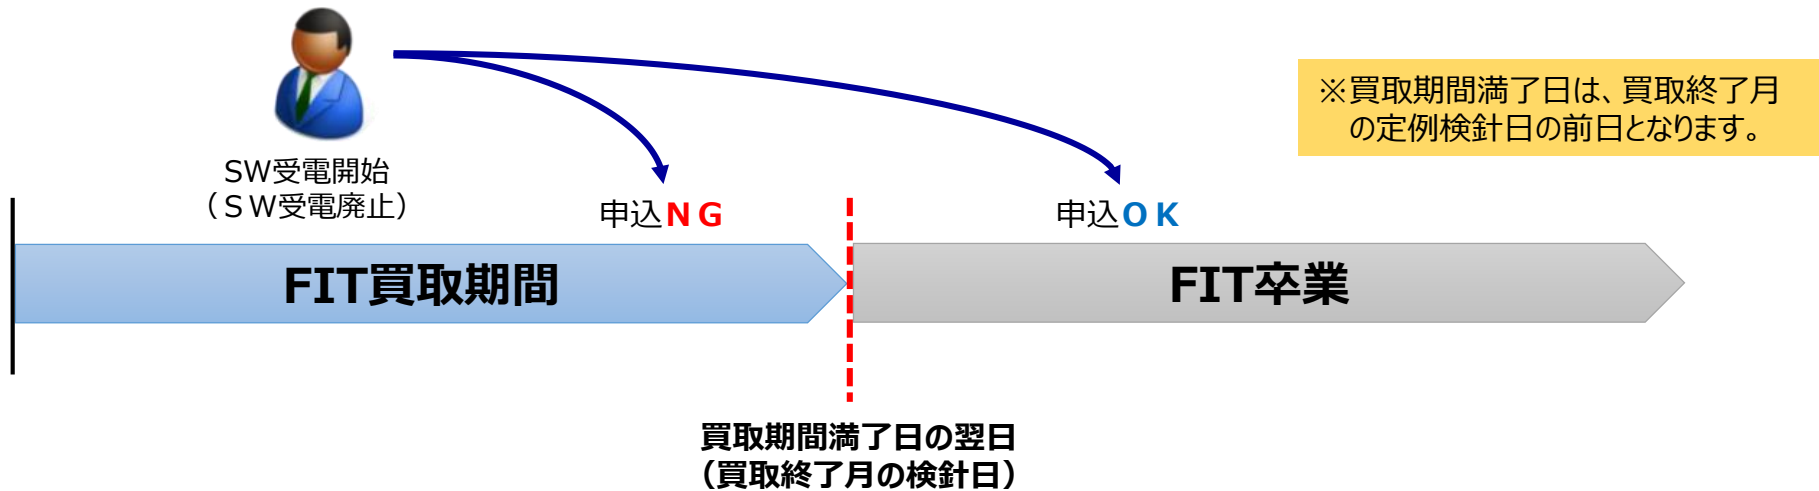 ※買取期間満了日は、買取終了月
の定例検針日の前日となります。
SW受電開始
（ＳＷ受電廃止）
申込ＮＧ
申込ＯＫ
FIT買取期間
FIT卒業
買取期間満了日の翌日
（買取終了月の検針日）